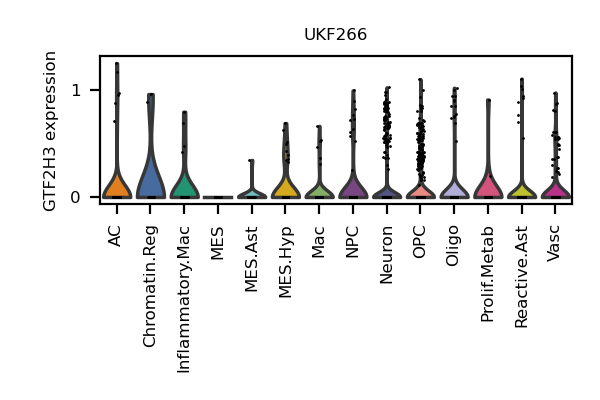 UKF266
GTF2H3 expression
1
0
AC
Chromatin.Reg
Inflammatory.Mac
MES
MES.Ast
MES.Hyp
Mac
NPC
Neuron
OPC
Oligo
Prolif.Metab
Reactive.Ast
Vasc